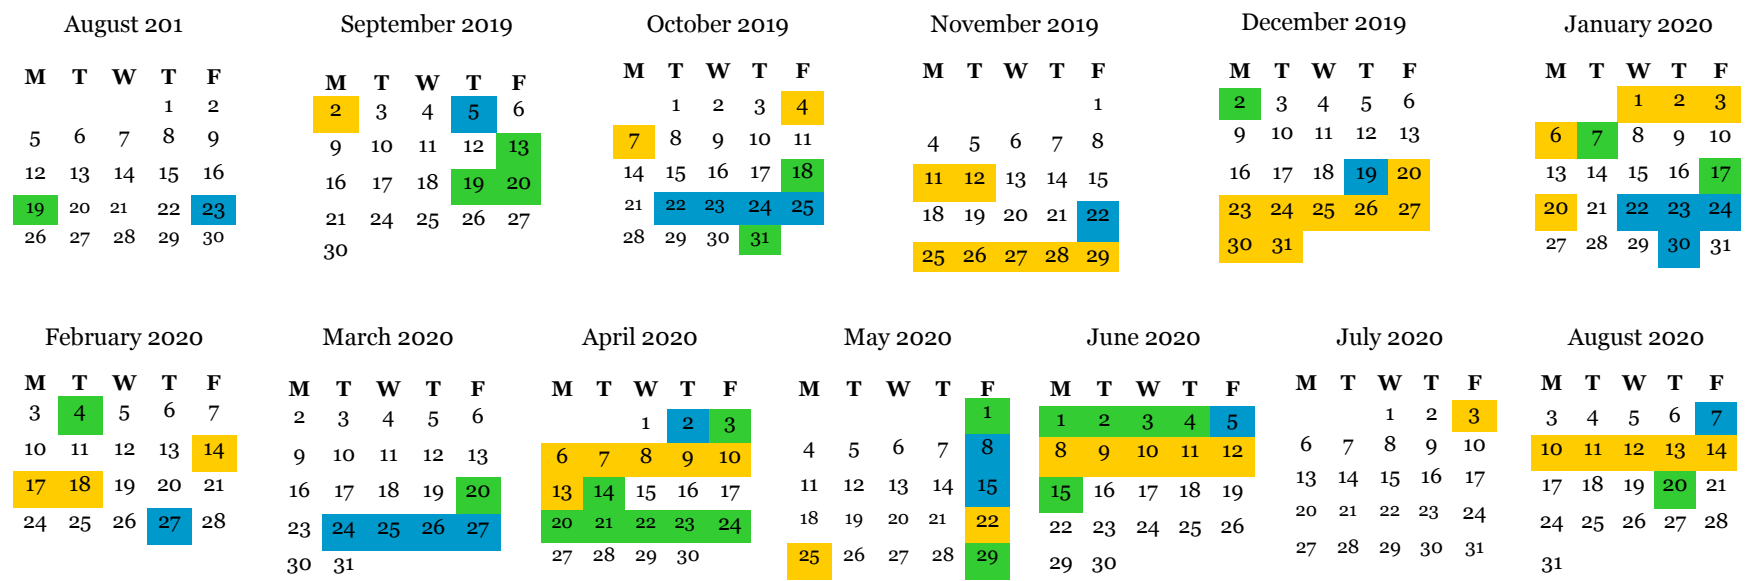 August 201
M T W T F
1 2
5 6 7 8 9
12 13 14 15 16
19 20 21 22 23
26 27 28 29 30
September 2019
M T W T F
2 3 4 5 6
9 10 11 12 13
16 17 18 19 20
21 24 25 26 27
30
October 2019
M T W T F
1 2 3 4
7 8 9 10 11
14 15 16 17 18
21 22 23 24 25
28 29 30 31
November 2019
M T W T F
1
4 5 6 7 8
11 12 13 14 15
18 19 20 21 22
25 26 27 28 29
December 2019
M T W T F
2 3 4 5 6
9 10 11 12 13
16 17 18 19 20
23 24 25 26 27
30 31
January 2020
M T W T F
1 2 3
6 7 8 9 10
13 14 15 16 17
20 21 22 23 24
27 28 29 30 31
February 2020
M T W T F
3 4 5 6 7
10 11 12 13 14
17 18 19 20 21
24 25 26 27 28
March 2020
M T W T F
2 3 4 5 6
9 10 11 12 13
16 17 18 19 20
23 24 25 26 27
30 31
April 2020
M T W T F
1 2 3
6 7 8 9 10
13 14 15 16 17
20 21 22 23 24
27 28 29 30
May 2020
M T W T F
1
4 5 6 7 8
11 12 13 14 15
18 19 20 21 22
25 26 27 28 29
June 2020
M T W T F
1 2 3 4 5
8 9 10 11 12
15 16 17 18 19
22 23 24 25 26
29 30
July 2020
M T W T F
1 2 3
6 7 8 9 10
13 14 15 16 17
20 21 22 23 24
27 28 29 30 31
August 2020
M T W T F
3 4 5 6 7
10 11 12 13 14
17 18 19 20 21
24 25 26 27 28
31